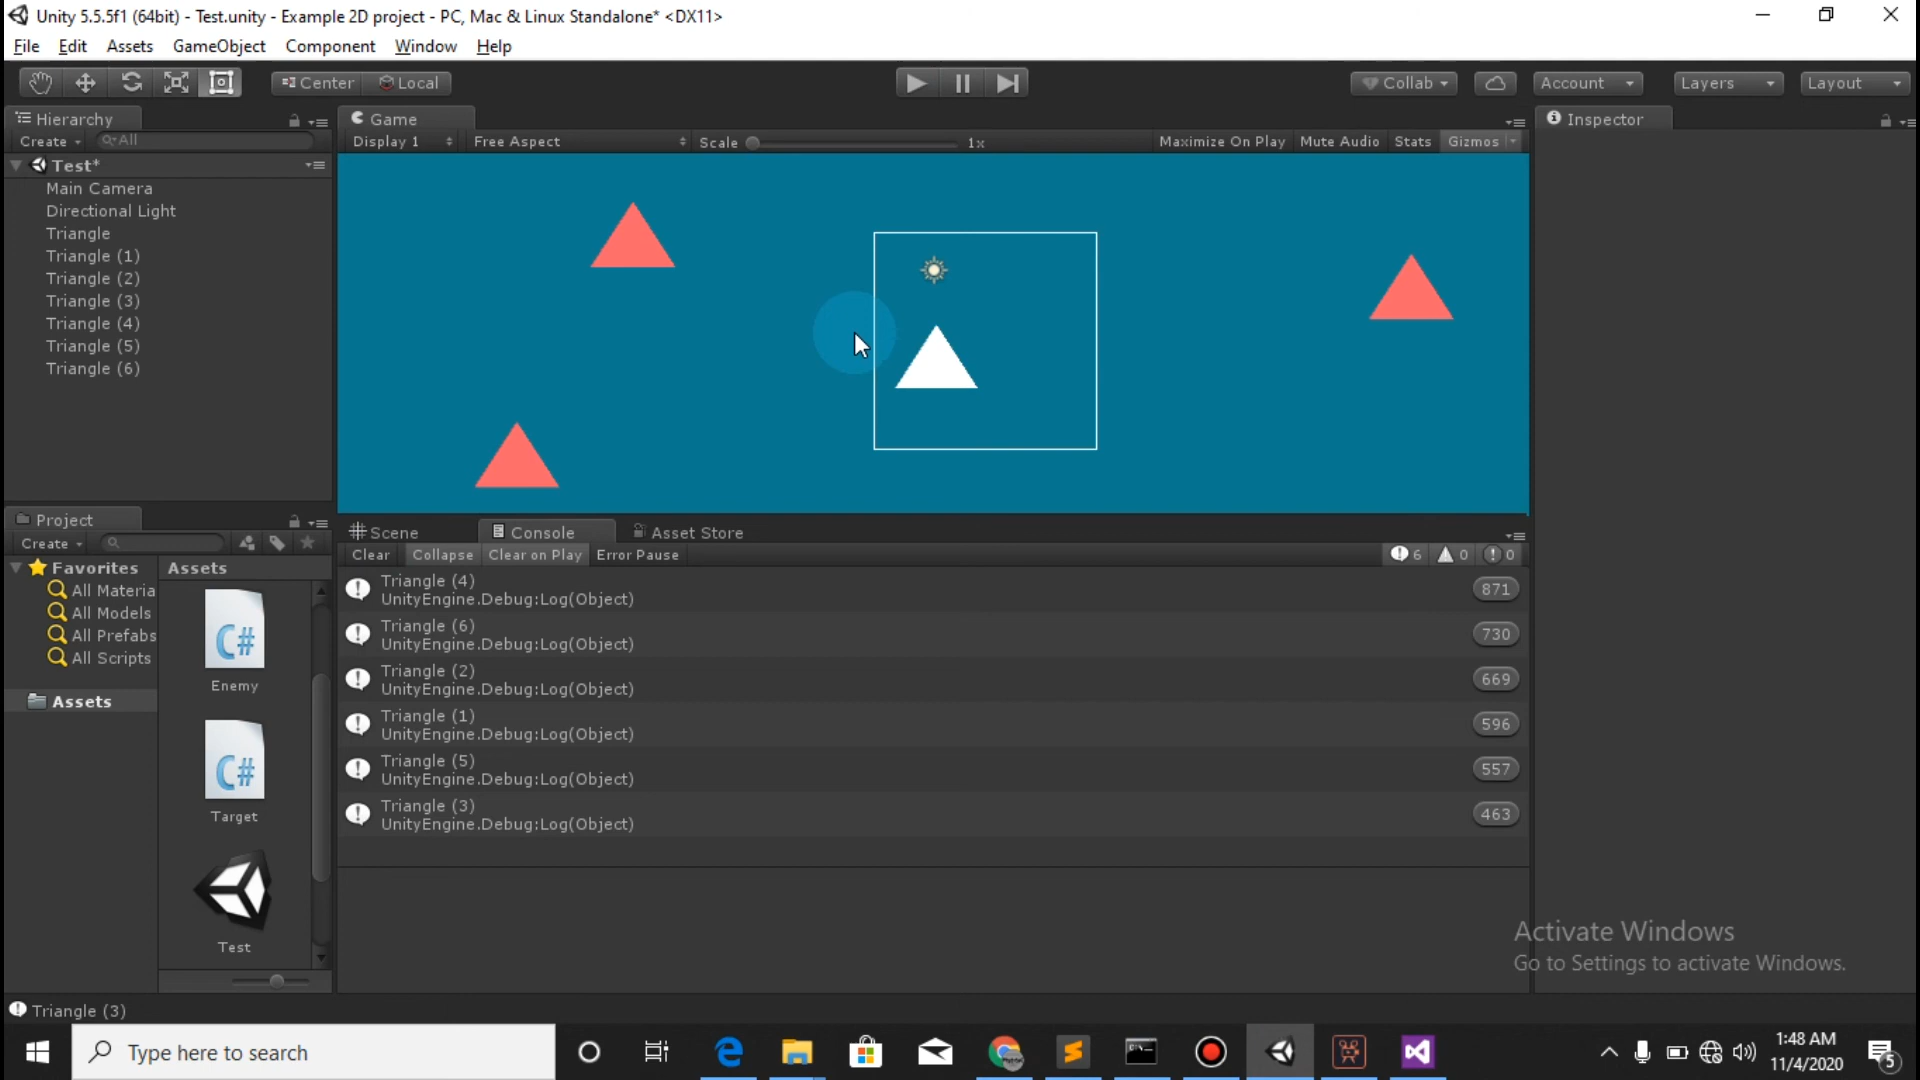 Unity 5.5.5f1 (64bit) - Test.unity - Example 2D project - PC, Mac & Linux Standalone* <DX11>
File Edit Assets GameObject Component Window Help
Center Local Collab Account Layers Layout
Hierarchy
Create All
Test*
Main Camera
Directional Light
Triangle
Triangle (1)
Triangle (2)
Triangle (3)
Triangle (4)
Triangle (5)
Triangle (6)
Game
Display 1 Free Aspect Scale 1x Maximize On Play Mute Audio Stats Gizmos
Inspector
Project
Create
Favorites
All Materia
All Models
All Prefabs
All Scripts
Assets
Assets
C#
Enemy
C#
Target
Test
Scene Console Asset Store
Clear Collapse Clear on Play Error Pause 6 0 0
Triangle (4)
UnityEngine.Debug:Log(Object)
871
Triangle (6)
UnityEngine.Debug:Log(Object)
730
Triangle (2)
UnityEngine.Debug:Log(Object)
669
Triangle (1)
UnityEngine.Debug:Log(Object)
596
Triangle (5)
UnityEngine.Debug:Log(Object)
557
Triangle (3)
UnityEngine.Debug:Log(Object)
463
Activate Windows
Go to Settings to activate Windows.
Triangle (3)
Type here to search
1:48 AM
11/4/2020
5